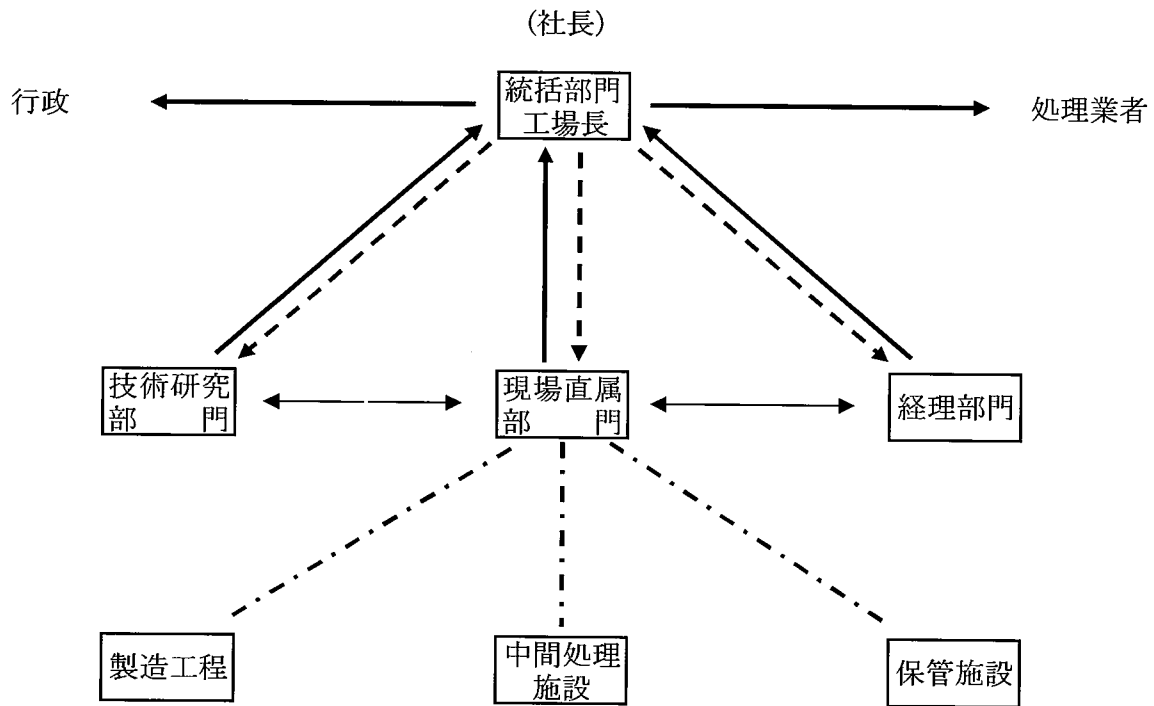 (社長)
行政
統括部門
工場長
処理業者
技術研究
部門
現場直属
部門
経理部門
製造工程
中間処理
施設
保管施設